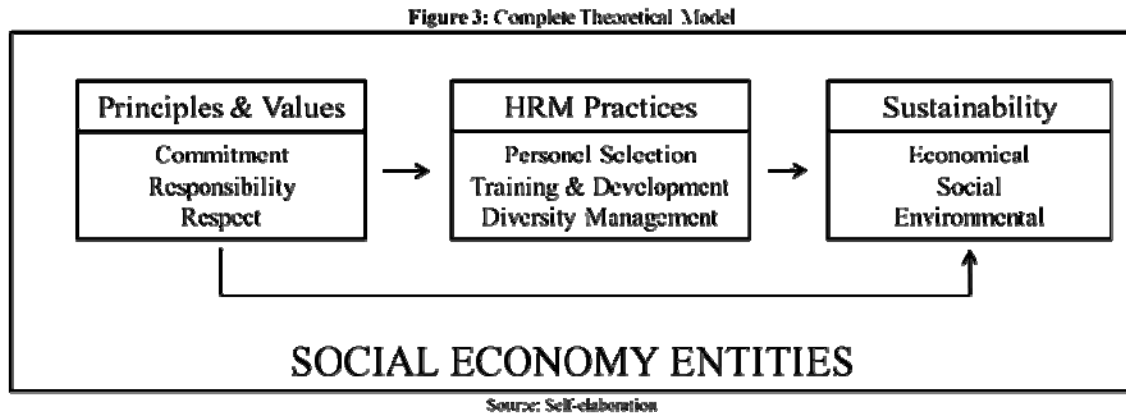 Figure 3: Complete Theoretical Model
Principles & Values
Commitment
Responsibility
Respect
HRM Practices
Personel Selection
Training & Development
Diversity Management
Sustainability
Economical
Social
Environmental
SOCIAL ECONOMY ENTITIES
Source: Self-elaboration